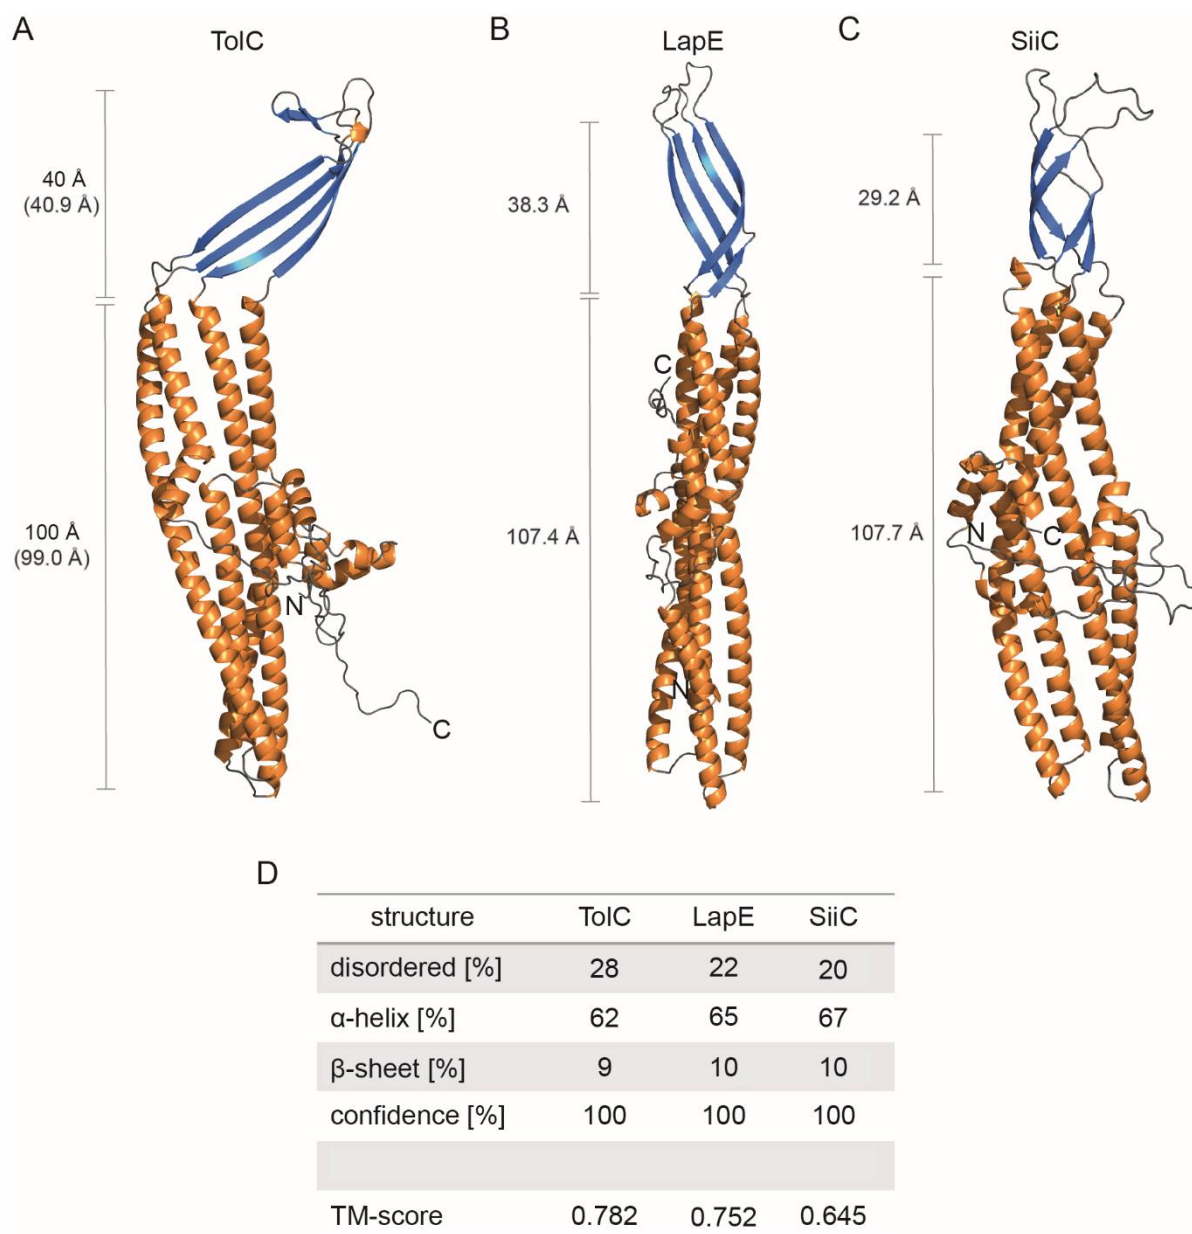 A
TolC
40 Å
(40.9 Å)
100 Å
(99.0 Å)
N
C
B
LapE
38.3 Å
107.4 Å
C
N
C
SiiC
29.2 Å
107.7 Å
N
C
D
structure TolC LapE SiiC
disordered [%] 28 22 20
α-helix [%] 62 65 67
β-sheet [%] 9 10 10
confidence [%] 100 100 100
TM-score 0.782 0.752 0.645